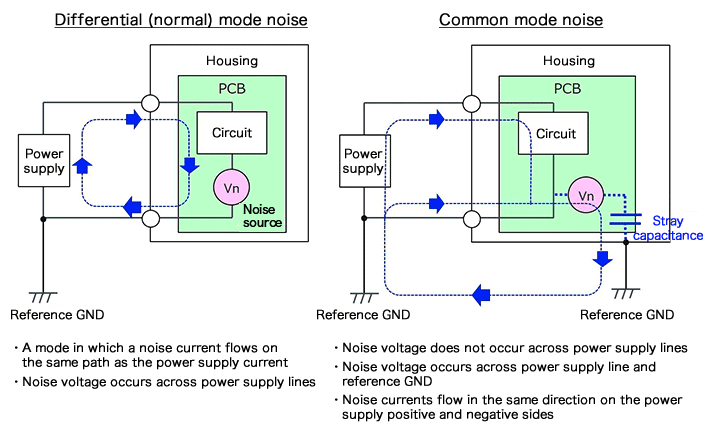 Differential (normal) mode noise
Housing
PCB
Circuit
Power
supply
Vn
Noise
source
Reference GND
・A mode in which a noise current flows on
the same path as the power supply current
・Noise voltage occurs across power supply lines
Common mode noise
Housing
PCB
Circuit
Power
supply
Vn
Stray
capacitance
Reference GND
Reference GND
・Noise voltage does not occur across power supply lines
・Noise voltage occurs across power supply line and
reference GND
・Noise currents flow in the same direction on the power
supply positive and negative sides